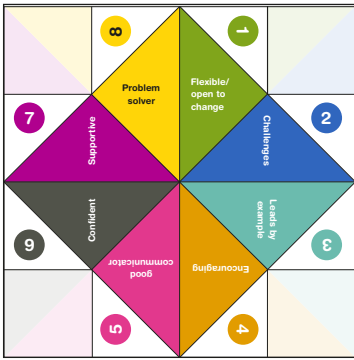 8
1
Problem
solver
Flexible/
open to
change
7
2
Supportive
Challenges
Confident
Leads by
example
6
3
good
communicator
Encouraging
5
4